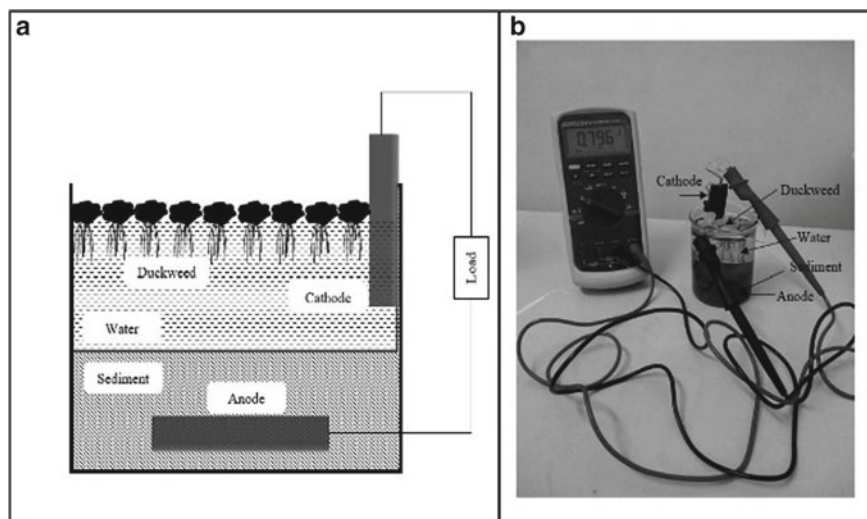 a
Load
Duckweed
Cathode
Water
Sediment
Anode
b
0.796
Cathode
Duckweed
Water
Sediment
Anode